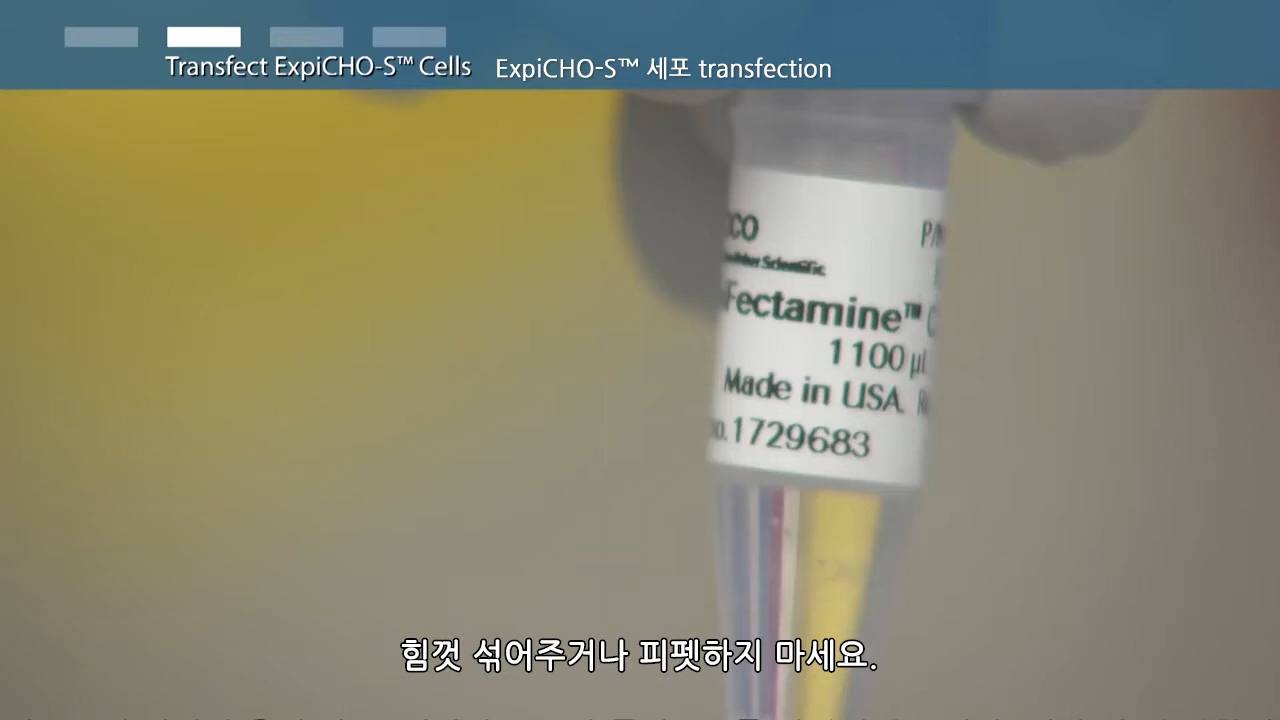 Transfect ExpiCHO-S™ Cells ExpiCHO-S™ 세포 transfection
Scientific
Fectamine™
1100 µl
Made in USA
1729683
힘껏 섞어주거나 피펫하지 마세요.